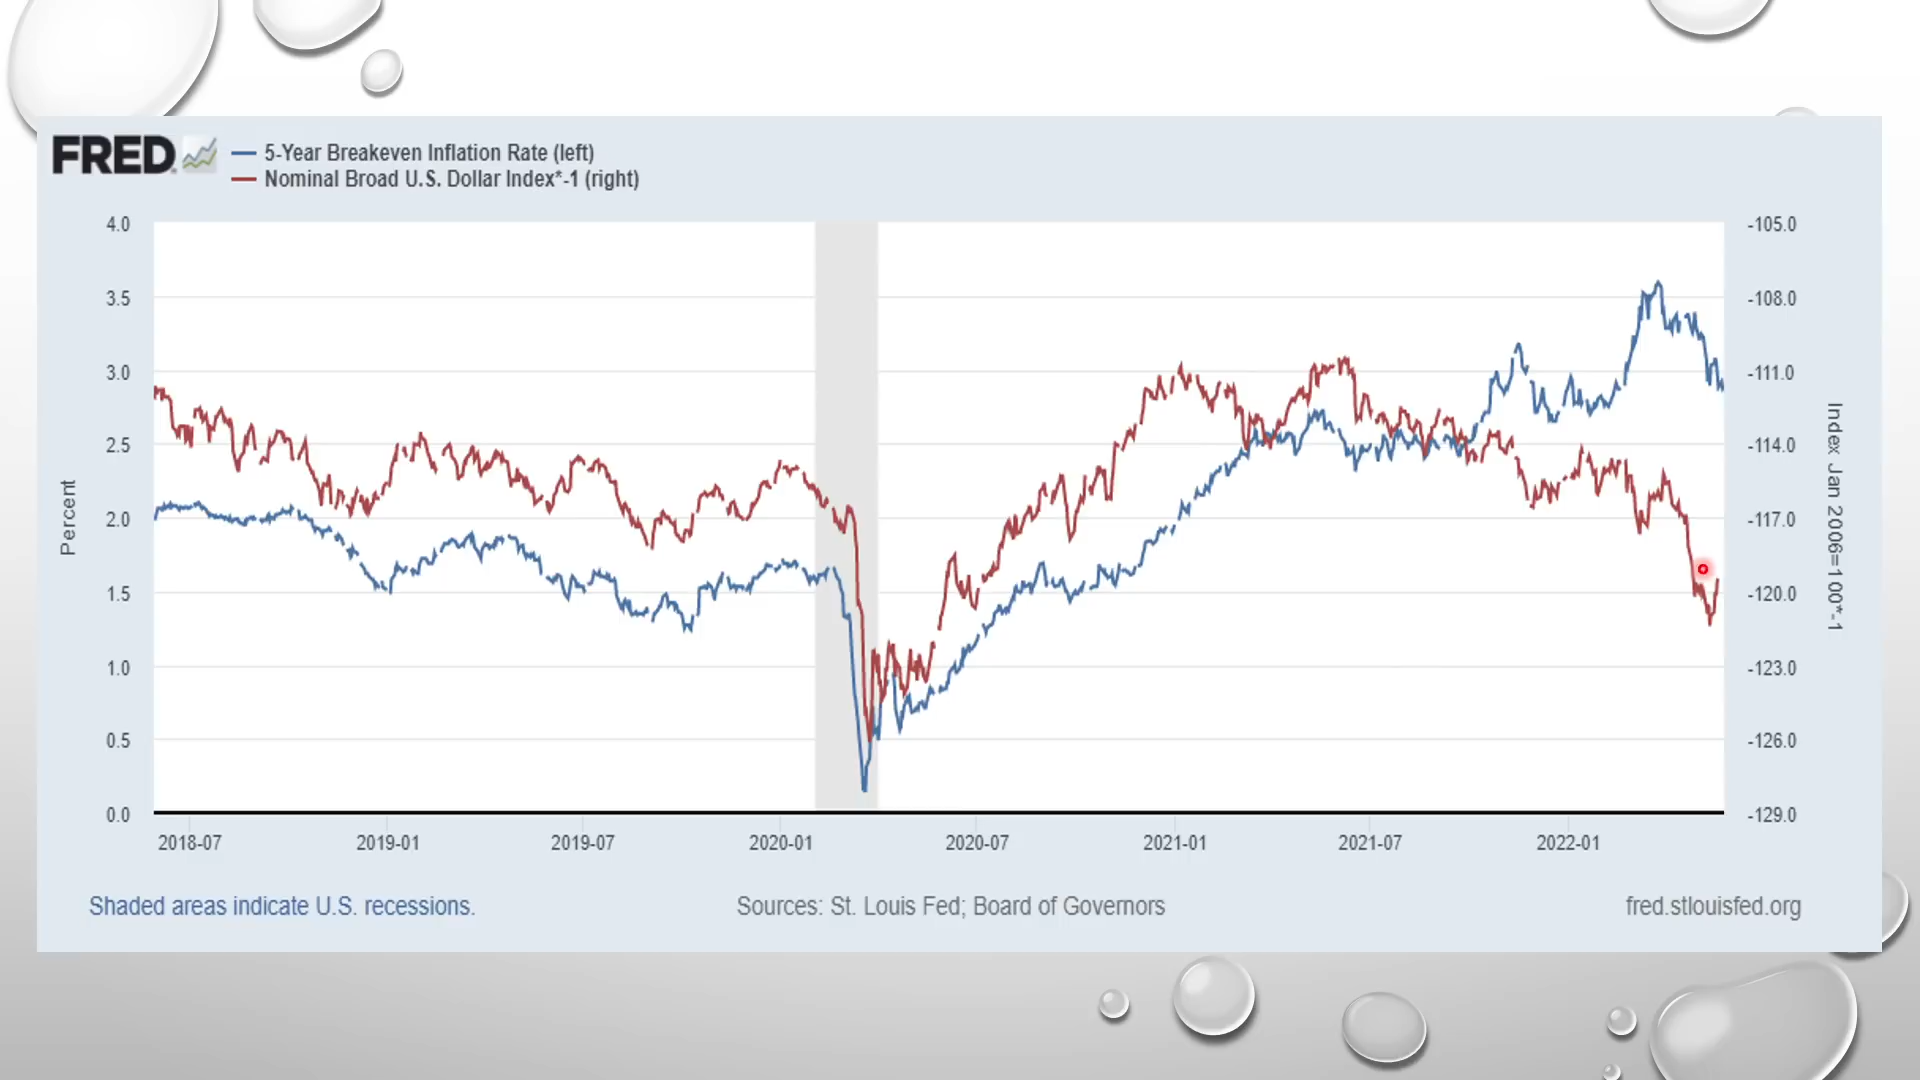 FRED
5-Year Breakeven Inflation Rate (left)
Nominal Broad U.S. Dollar Index*-1 (right)
4.0
3.5
3.0
2.5
2.0
1.5
1.0
0.5
0.0
Percent
-105.0
-108.0
-111.0
-114.0
-117.0
-120.0
-123.0
-126.0
-129.0
Index Jan 2006=100*-1
2018-07 2019-01 2019-07 2020-01 2020-07 2021-01 2021-07 2022-01
Shaded areas indicate U.S. recessions. Sources: St. Louis Fed; Board of Governors fred.stlouisfed.org